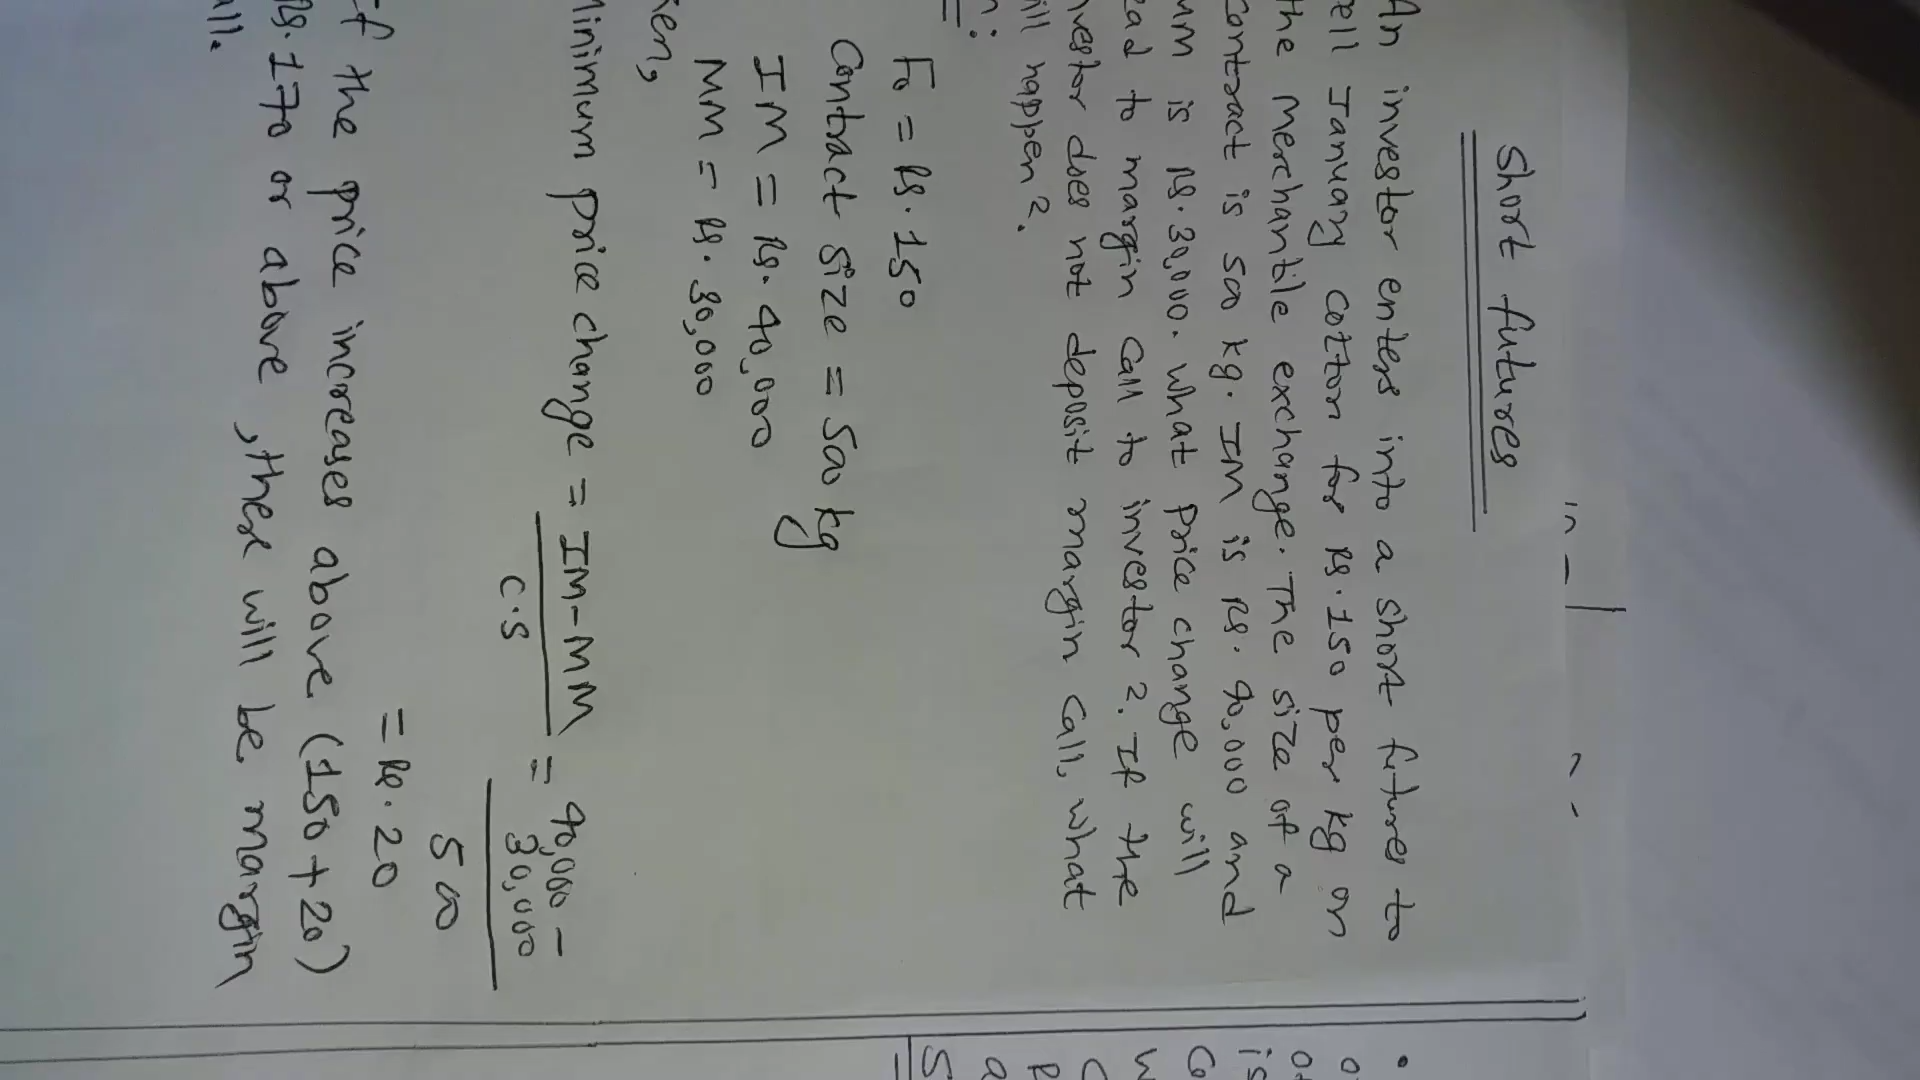 Short futures
An investor enters into a short futures to
sell January cotton for Rs. 150 per kg on
the Merchantile exchange. The size of a
Contract is 500 kg. IM is Rs. 40,000 and
MM is Rs. 30,000. What price change will
lead to margin call to investor?. If the
investor does not deposit margin call, what
will happen?.
F₀ = Rs. 150
Contract size = 500 kg
IM = Rs. 40,000
MM = Rs. 30,000
Minimum price change = IM-MM / C.S = 40,000 - 30,000 / 500
= Rs. 20
If the price increases above (150 + 20)
Rs. 170 or above, there will be margin
call.